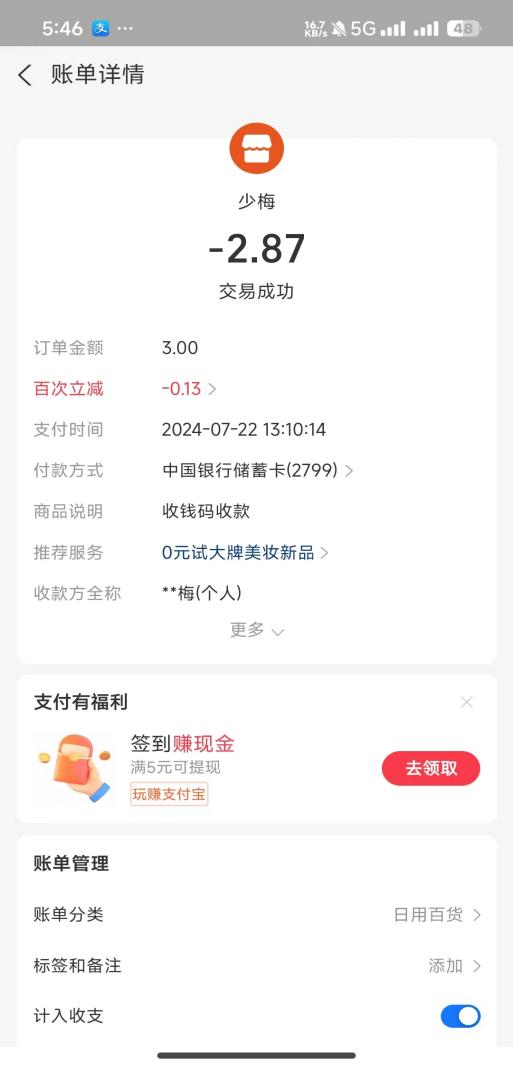 5:46 支 ··· 16.7 KB/s 5G 48
账单详情
少梅
-2.87
交易成功
订单金额 3.00
百次立减 -0.13
支付时间 2024-07-22 13:10:14
付款方式 中国银行储蓄卡(2799)
商品说明 收钱码收款
推荐服务 0元试大牌美妆新品
收款方全称 **梅(个人)
更多
支付有福利
签到赚现金
满5元可提现
玩赚支付宝
去领取
账单管理
账单分类 日用百货
标签和备注 添加
计入收支